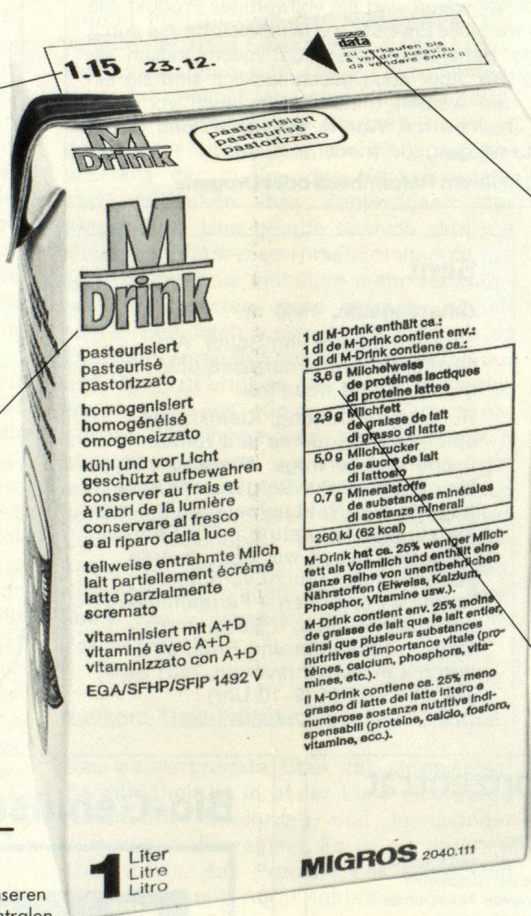 1.15 23.12.
data
zu verkaufen bis
à vendre jusqu'au
da vendere entro il
M
Drink
pasteurisiert
pasteurisé
pastorizzato
M
Drink
pasteurisiert
pasteurisé
pastorizzato
homogenisiert
homogénéisé
omogeneizzato
kühl und vor Licht
geschützt aufbewahren
conserver au frais et
à l'abri de la lumière
conservare al fresco
e al riparo dalla luce
teilweise entrahmte Milch
lait partiellement écrémé
latte parzialmente
scremato
vitaminisiert mit A+D
vitaminé avec A+D
vitaminizzato con A+D
EGA/SFHP/SFIP 1492 V
1 Liter
Litre
Litro
1 dl M-Drink enthält ca.:
1 dl de M-Drink contient env.:
1 dl di M-Drink contiene ca.:
3,6 g Milcheiweiss
de protéines lactiques
di proteine lattee
2,9 g Milchfett
de graisse de lait
di grasso di latte
5,0 g Milchzucker
de sucre de lait
di lattosio
0,7 g Mineralstoffe
de substances minérales
di sostanze minerali
260 kJ (62 kcal)
M-Drink hat ca. 25% weniger Milch-
fett als Vollmilch und enthält eine
ganze Reihe von unentbehrlichen
Nährstoffen (Eiweiss, Kalzium,
Phosphor, Vitamine usw.).
M-Drink contient env. 25% moins
de graisse de lait que le lait entier,
ainsi que plusieurs substances
nutritives d'importance vitale (pro-
téines, calcium, phosphore, vita-
mines, etc.).
Il M-Drink contiene ca. 25% meno
grasso di latte del latte intero e
numerose sostanze nutritive indi-
spensabili (proteine, calcio, fosforo,
vitamine, ecc.).
MIGROS 2040.111
seren